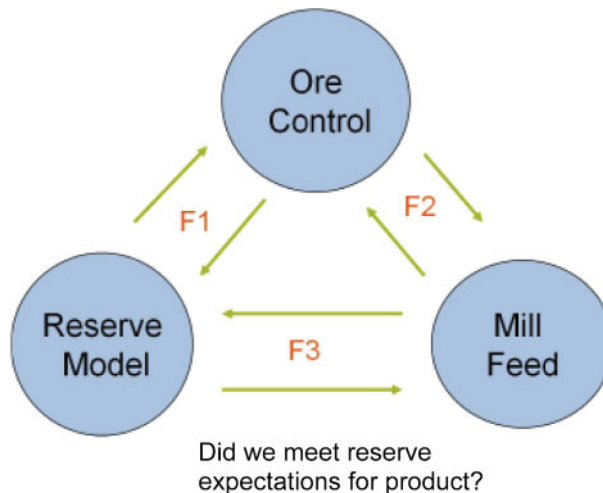 Ore
Control
F1
F2
Reserve
Model
F3
Mill
Feed
Did we meet reserve
expectations for product?